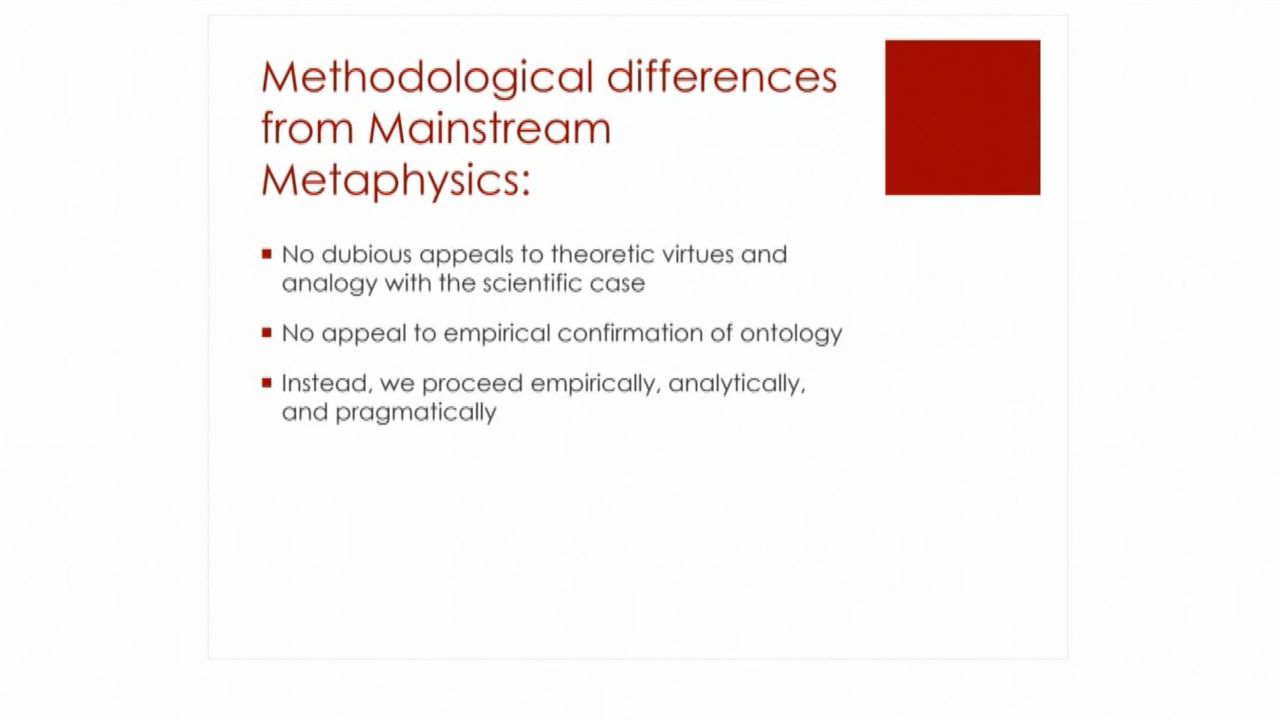 Methodological differences
from Mainstream
Metaphysics:
No dubious appeals to theoretic virtues and
analogy with the scientific case
No appeal to empirical confirmation of ontology
Instead, we proceed empirically, analytically,
and pragmatically